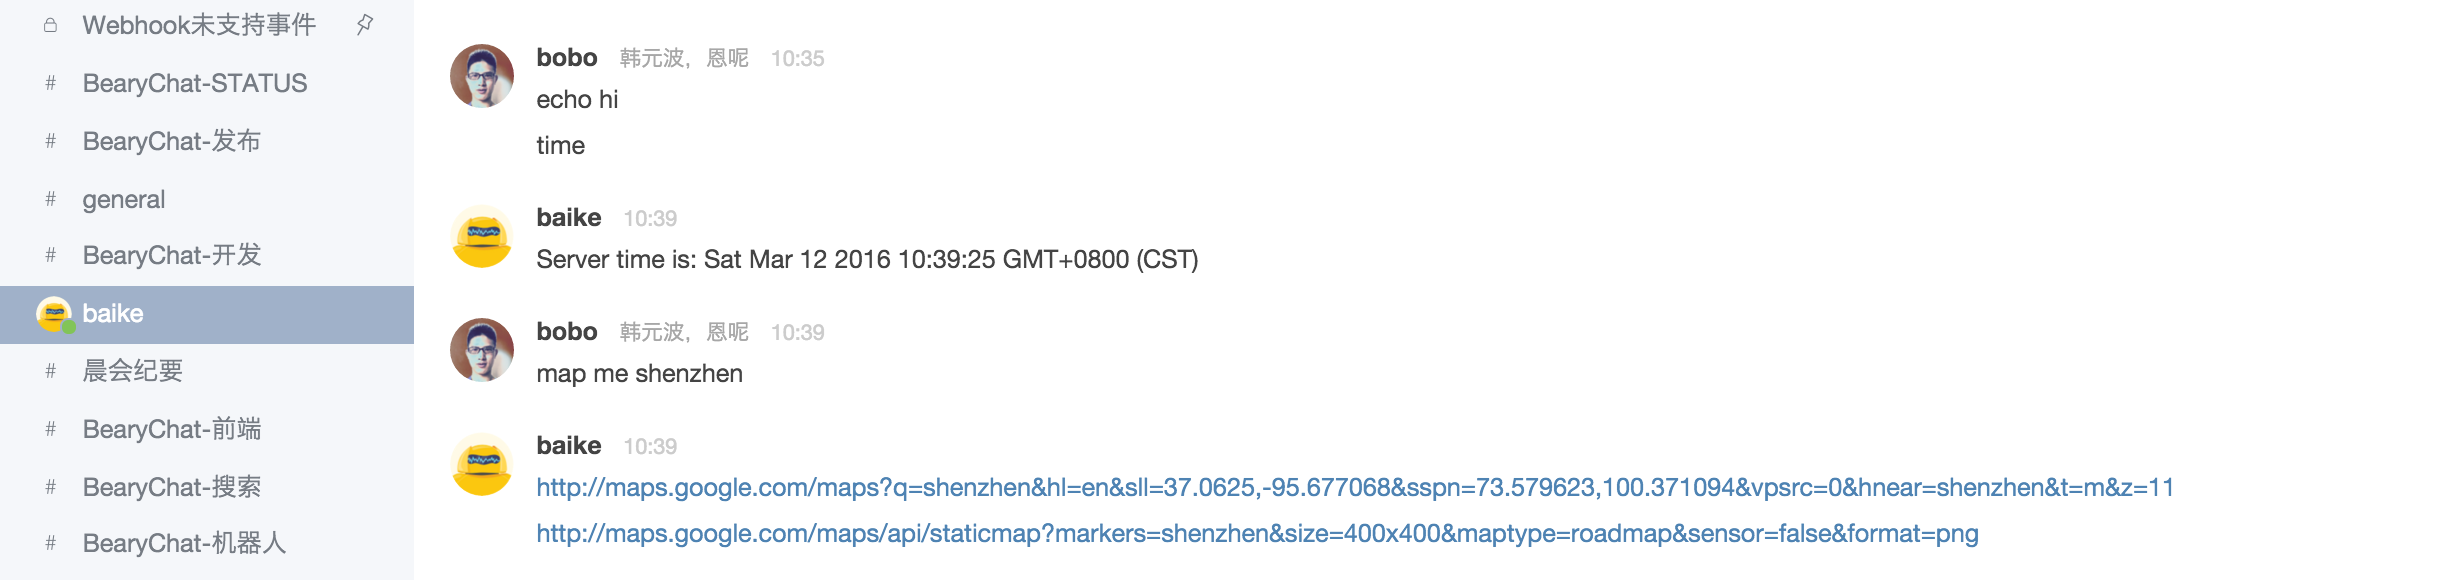 Webhook未支持事件
# BearyChat-STATUS
# BearyChat-发布
# general
# BearyChat-开发
baike
# 晨会纪要
# BearyChat-前端
# BearyChat-搜索
# BearyChat-机器人
bobo 韩元波，恩呢 10:35
echo hi
time
baike 10:39
Server time is: Sat Mar 12 2016 10:39:25 GMT+0800 (CST)
bobo 韩元波，恩呢 10:39
map me shenzhen
baike 10:39
http://maps.google.com/maps?q=shenzhen&hl=en&sll=37.0625,-95.677068&sspn=73.579623,100.371094&vpsrc=0&hnear=shenzhen&t=m&z=11
http://maps.google.com/maps/api/staticmap?markers=shenzhen&size=400x400&maptype=roadmap&sensor=false&format=png